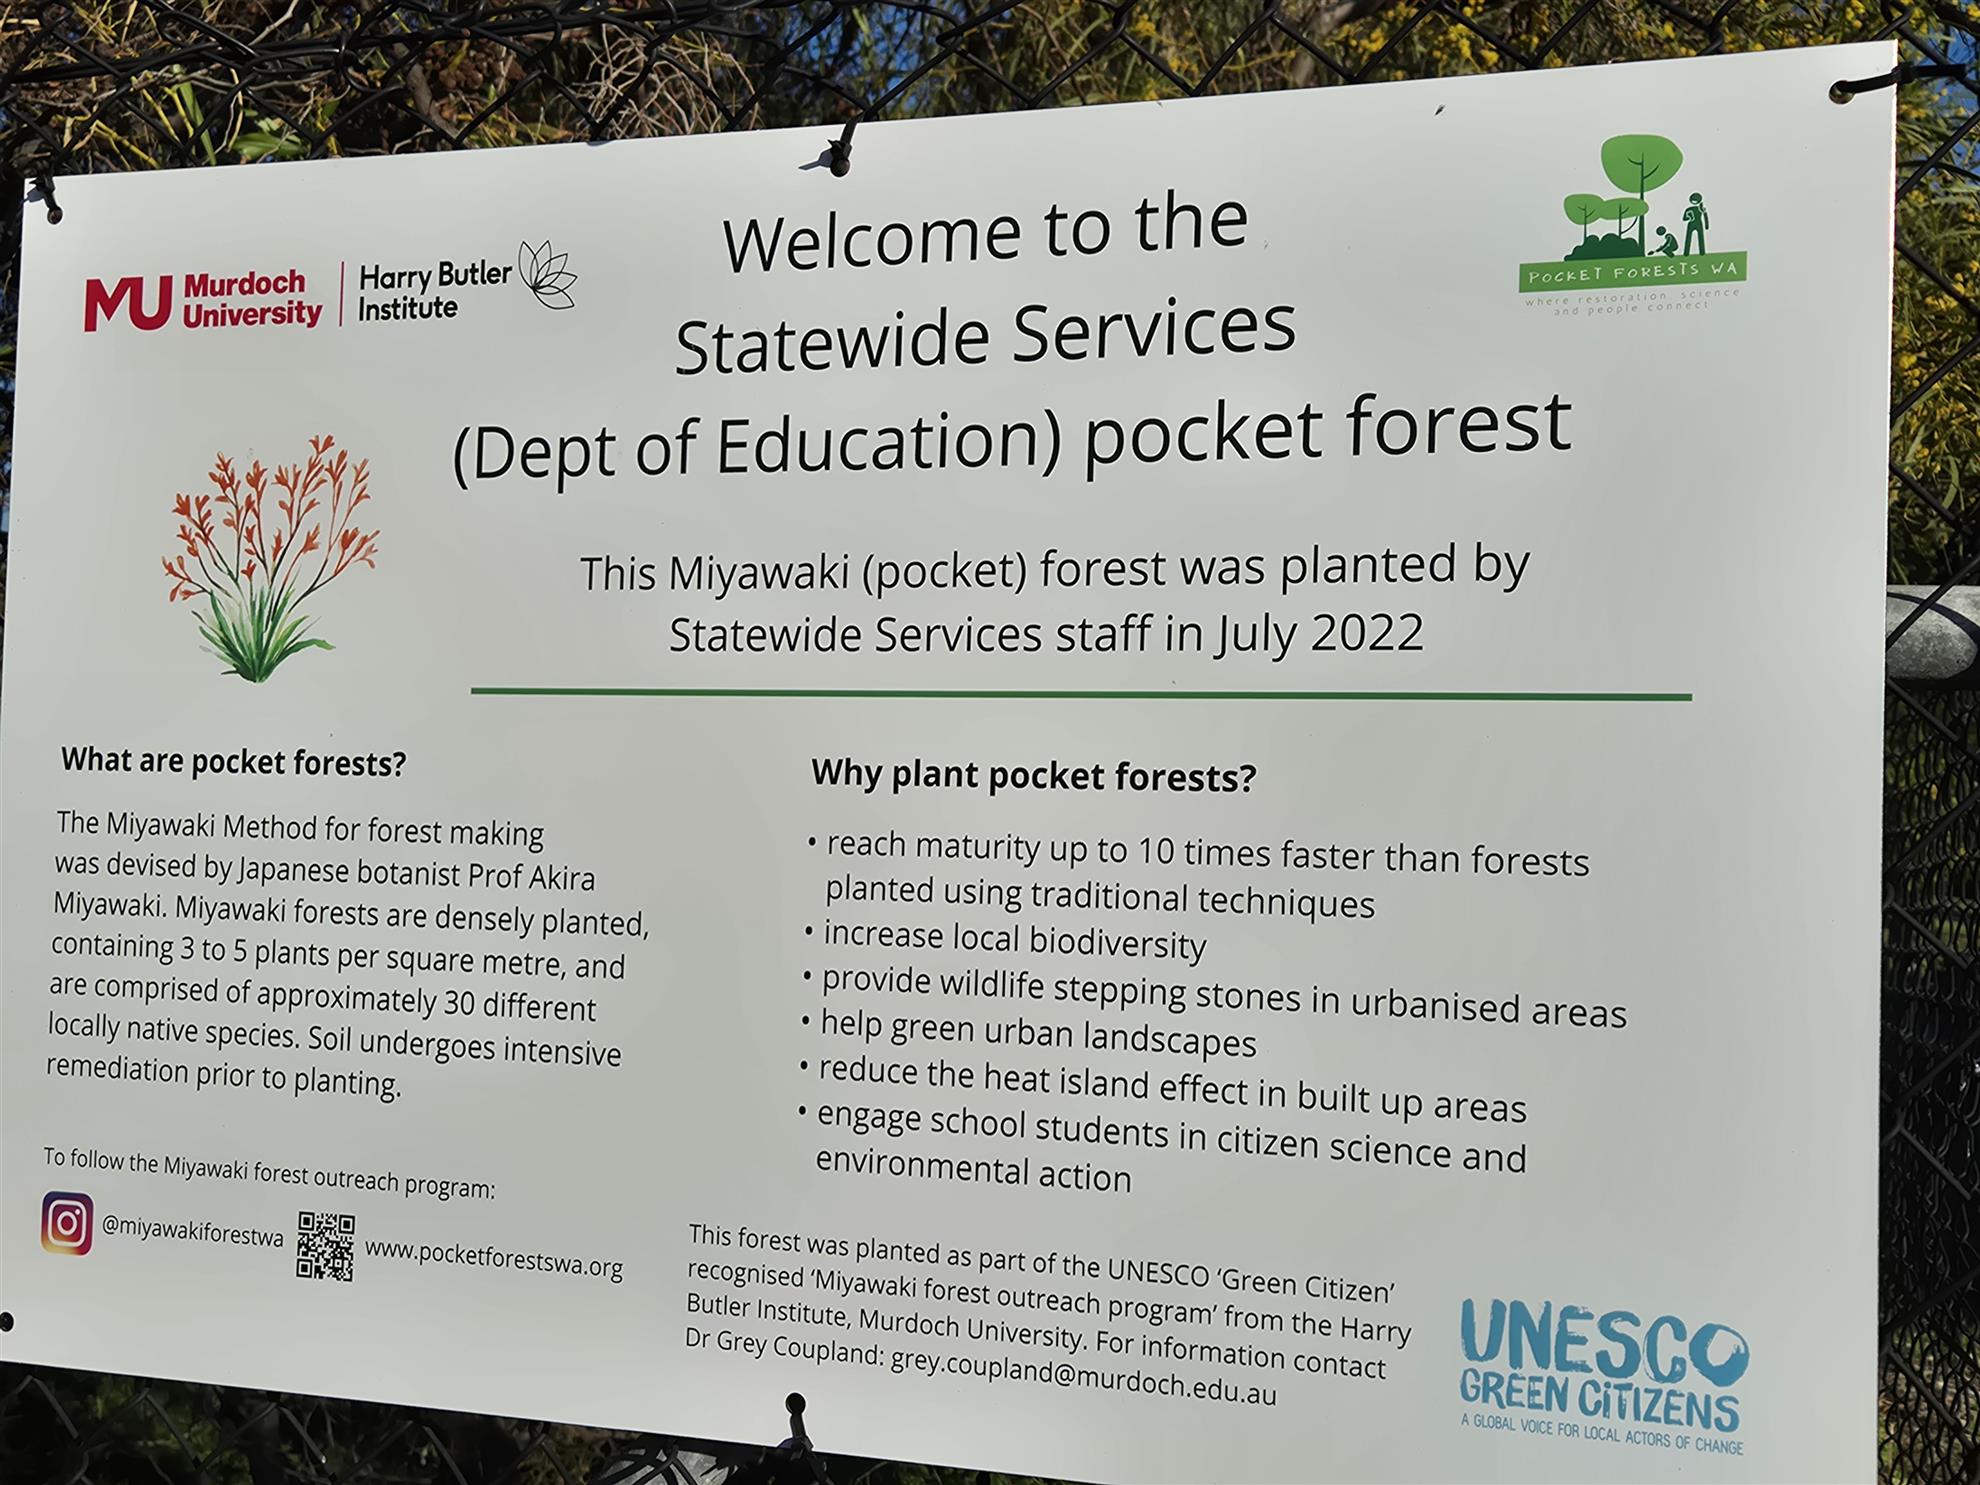 MU Murdoch University
Harry Butler Institute
Welcome to the
Statewide Services
(Dept of Education) pocket forest
POCKET FORESTS WA
where restoration, science
and people connect
This Miyawaki (pocket) forest was planted by
Statewide Services staff in July 2022
What are pocket forests?
The Miyawaki Method for forest making
was devised by Japanese botanist Prof Akira
Miyawaki. Miyawaki forests are densely planted,
containing 3 to 5 plants per square metre, and
are comprised of approximately 30 different
locally native species. Soil undergoes intensive
remediation prior to planting.
To follow the Miyawaki forest outreach program:
@miyawakiforestwa
www.pocketforestswa.org
Why plant pocket forests?
• reach maturity up to 10 times faster than forests
planted using traditional techniques
• increase local biodiversity
• provide wildlife stepping stones in urbanised areas
• help green urban landscapes
• reduce the heat island effect in built up areas
• engage school students in citizen science and
environmental action
This forest was planted as part of the UNESCO ‘Green Citizen’
recognised ‘Miyawaki forest outreach program’ from the Harry
Butler Institute, Murdoch University. For information contact
Dr Grey Coupland: grey.coupland@murdoch.edu.au
UNESCO
GREEN CiTiZENS
A GLOBAL VOICE FOR LOCAL ACTORS OF CHANGE